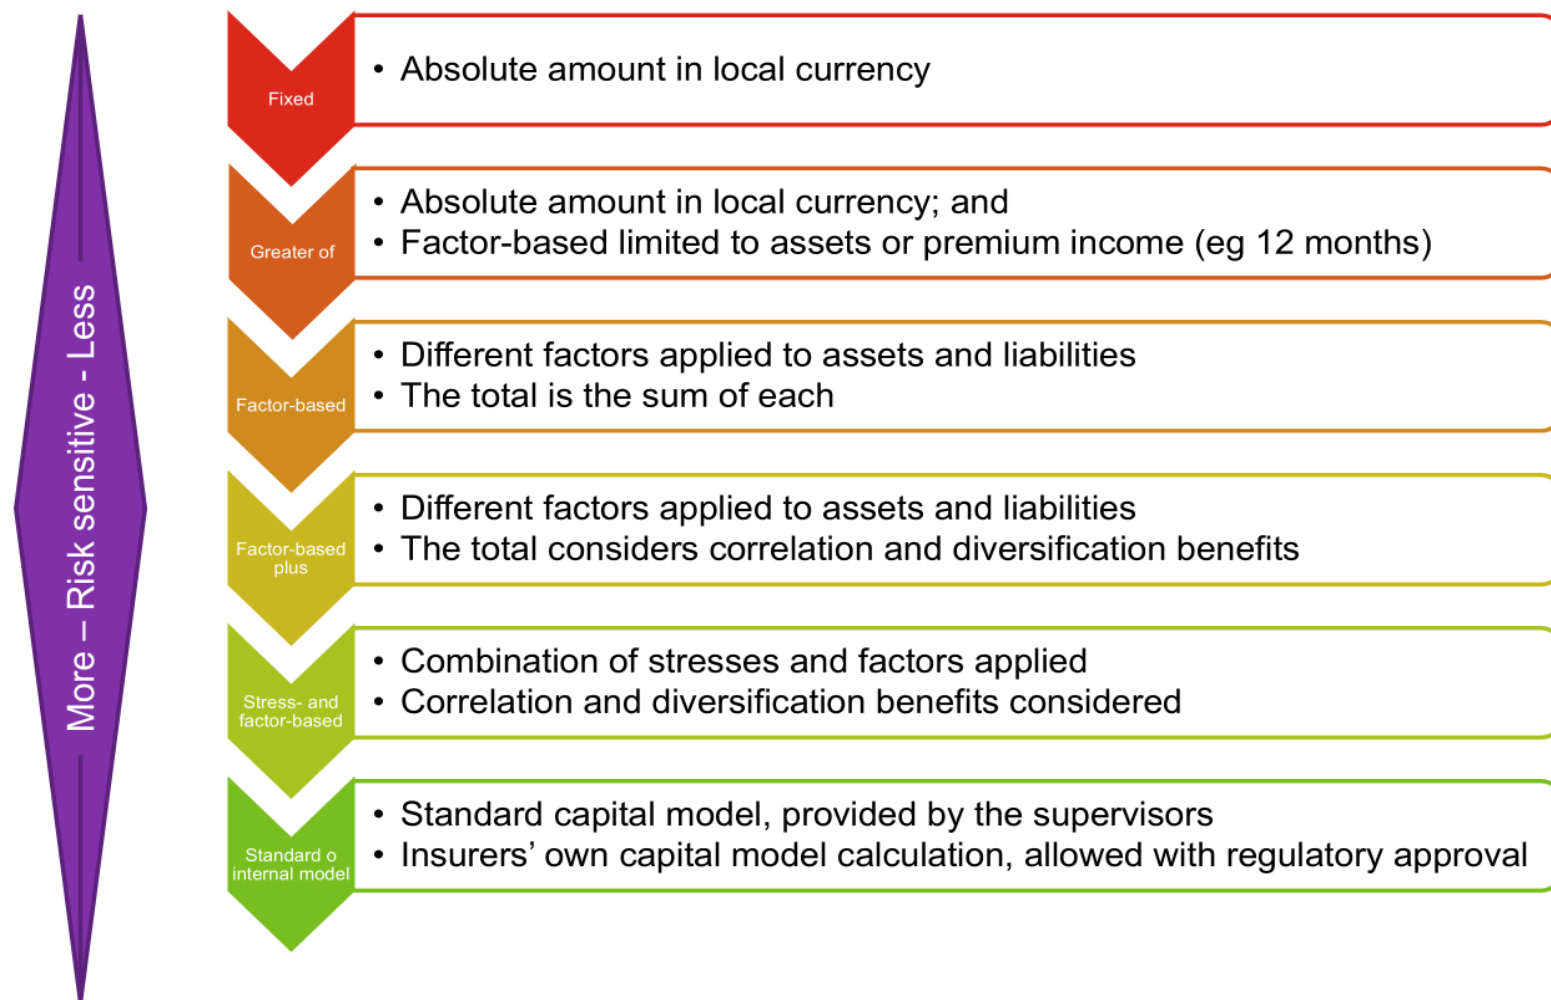 More – Risk sensitive - Less
Fixed
• Absolute amount in local currency
Greater of
• Absolute amount in local currency; and
• Factor-based limited to assets or premium income (eg 12 months)
Factor-based
• Different factors applied to assets and liabilities
• The total is the sum of each
Factor-based
plus
• Different factors applied to assets and liabilities
• The total considers correlation and diversification benefits
Stress- and
factor-based
• Combination of stresses and factors applied
• Correlation and diversification benefits considered
Standard o
internal model
• Standard capital model, provided by the supervisors
• Insurers’ own capital model calculation, allowed with regulatory approval